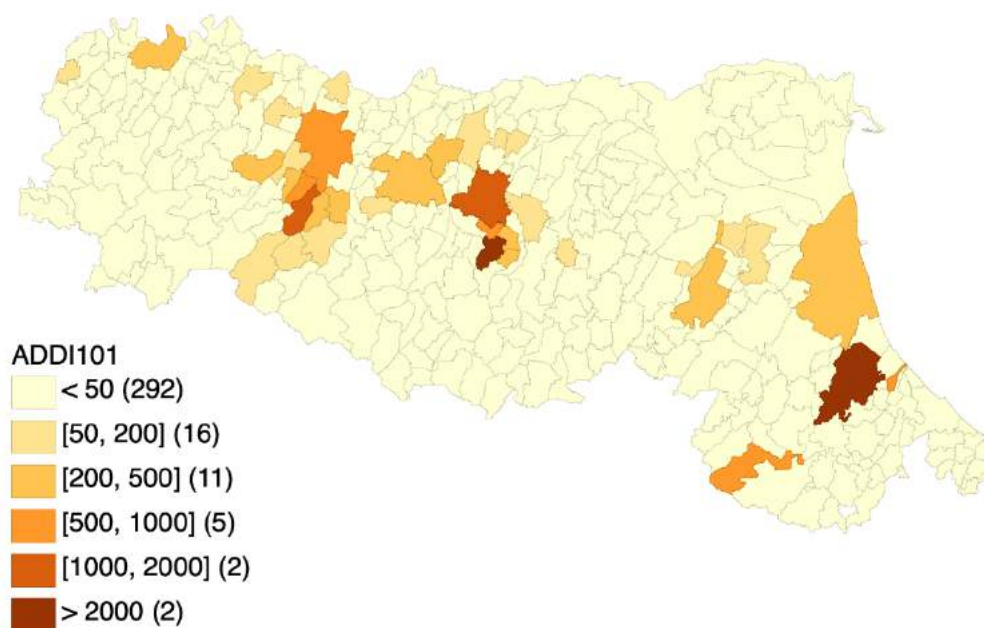 ADDI101
< 50 (292)
[50, 200] (16)
[200, 500] (11)
[500, 1000] (5)
[1000, 2000] (2)
> 2000 (2)